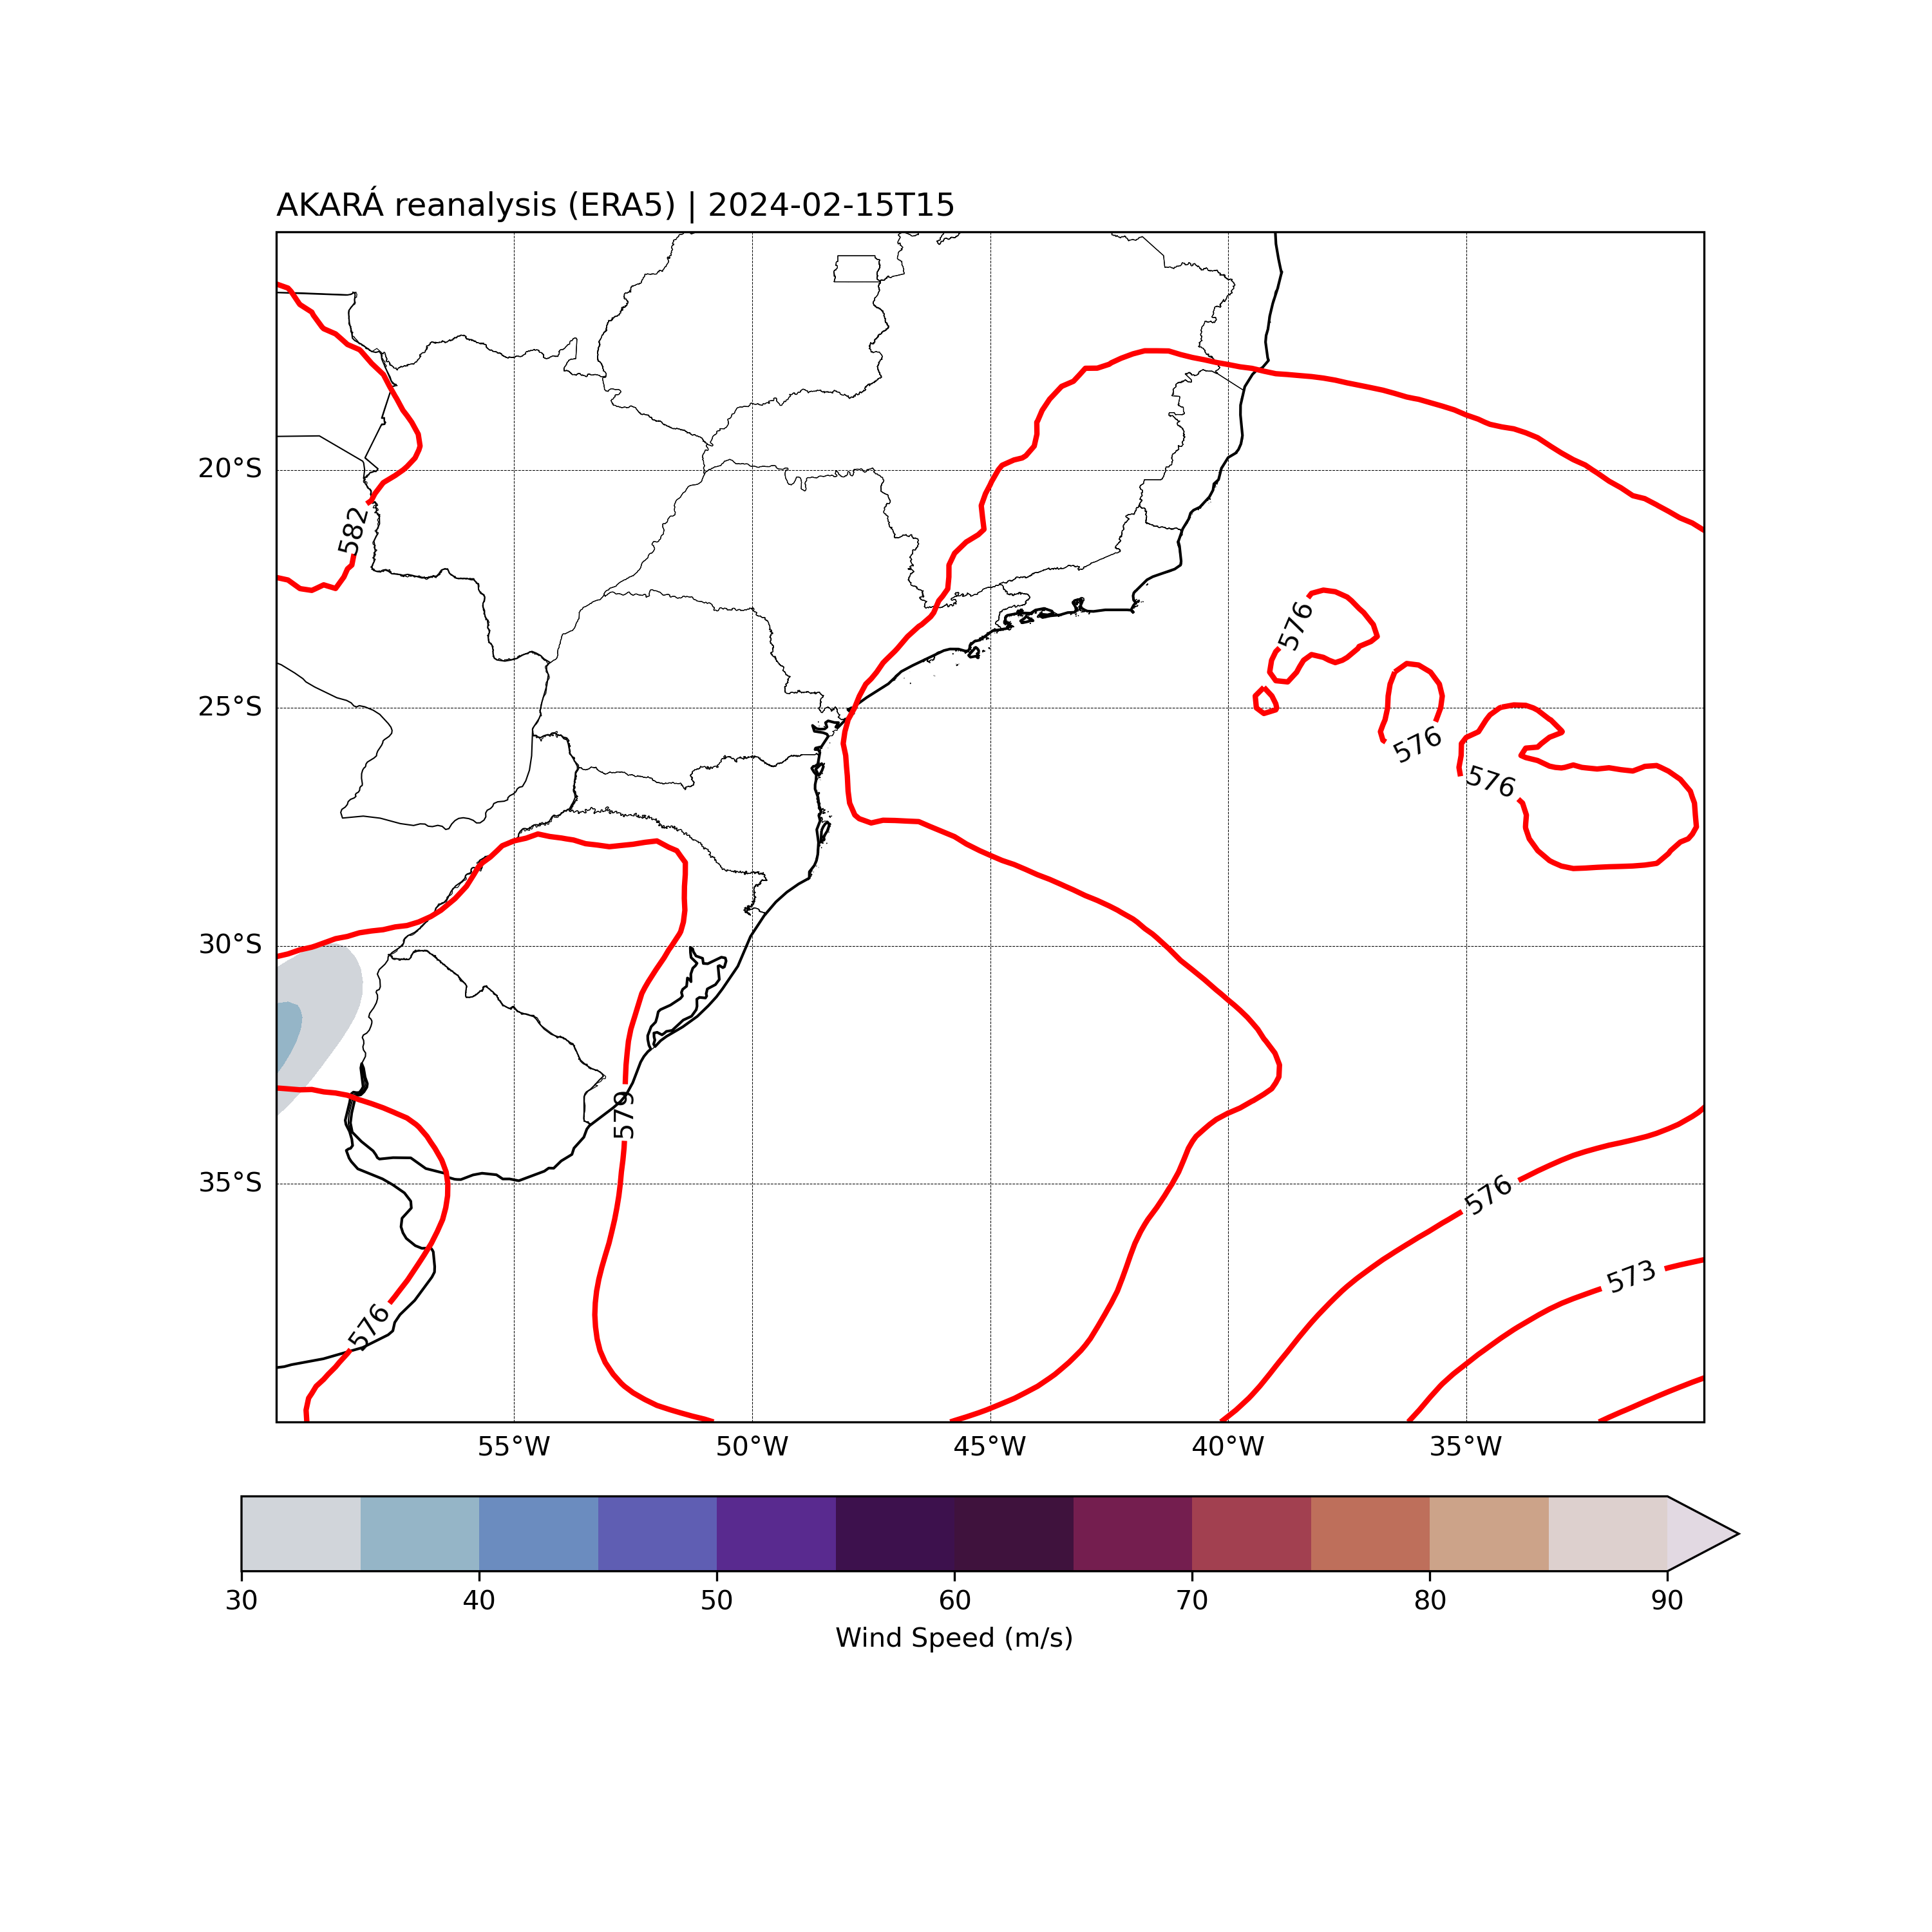 AKARÁ reanalysis (ERA5) | 2024-02-15T15
20°S
582
576
25°S
576
576
30°S
579
35°S
576
573
576
55°W 50°W 45°W 40°W 35°W
30 40 50 60 70 80 90
Wind Speed (m/s)